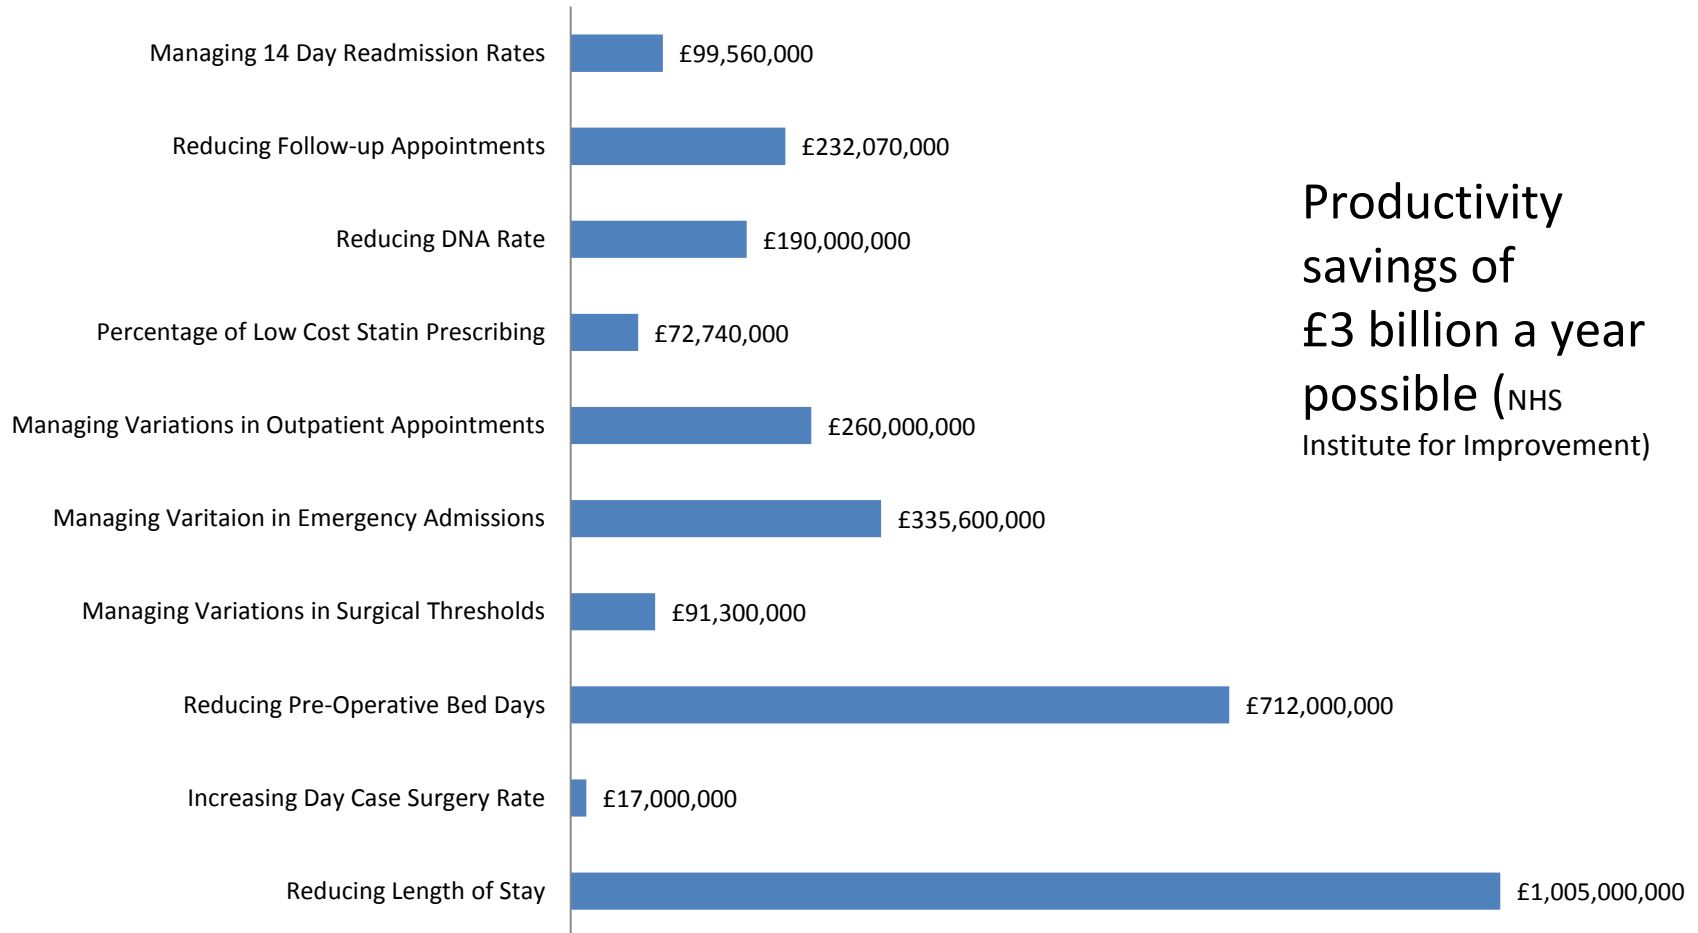 Managing 14 Day Readmission Rates £99,560,000
Reducing Follow-up Appointments £232,070,000
Reducing DNA Rate £190,000,000
Percentage of Low Cost Statin Prescribing £72,740,000
Managing Variations in Outpatient Appointments £260,000,000
Managing Varitaion in Emergency Admissions £335,600,000
Managing Variations in Surgical Thresholds £91,300,000
Reducing Pre-Operative Bed Days £712,000,000
Increasing Day Case Surgery Rate £17,000,000
Reducing Length of Stay £1,005,000,000
Productivity
savings of
£3 billion a year
possible (NHS
Institute for Improvement)